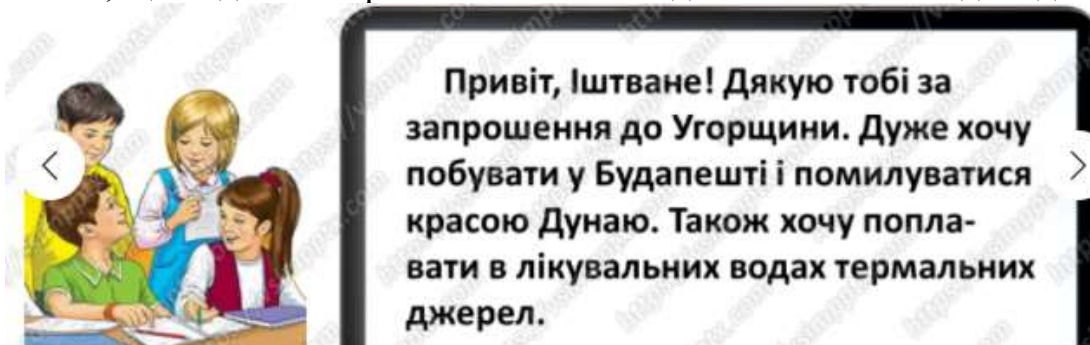 Привіт, Іштване! Дякую тобі за
запрошення до Угорщини. Дуже хочу
побувати у Будапешті і помилуватися
красою Дунаю. Також хочу попла-
вати в лікувальних водах термальних
джерел.